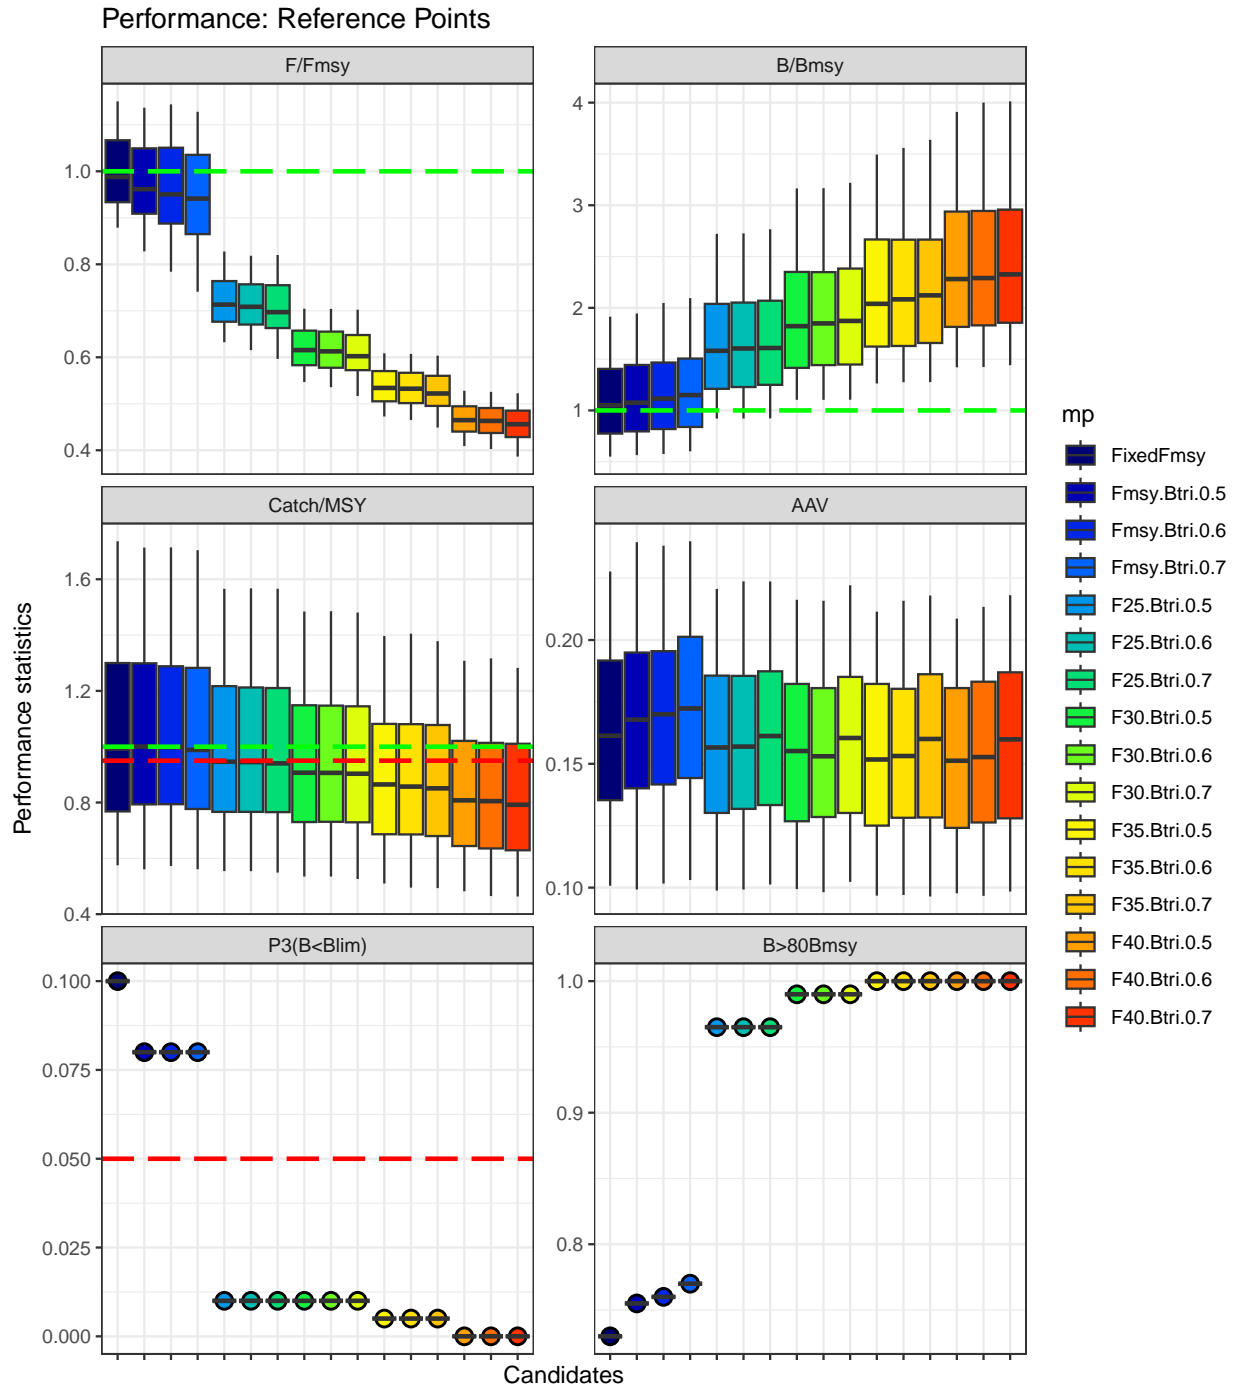 Performance: Reference Points
F/Fmsy
B/Bmsy
1.0
0.8
0.6
0.4
4
3
2
1
Catch/MSY
AAV
1.6
1.2
0.8
0.4
0.20
0.15
0.10
P3(B<Blim)
B>80Bmsy
0.100
0.075
0.050
0.025
0.000
1.0
0.9
0.8
Performance statistics
Candidates
mp
FixedFmsy
Fmsy.Btri.0.5
Fmsy.Btri.0.6
Fmsy.Btri.0.7
F25.Btri.0.5
F25.Btri.0.6
F25.Btri.0.7
F30.Btri.0.5
F30.Btri.0.6
F30.Btri.0.7
F35.Btri.0.5
F35.Btri.0.6
F35.Btri.0.7
F40.Btri.0.5
F40.Btri.0.6
F40.Btri.0.7